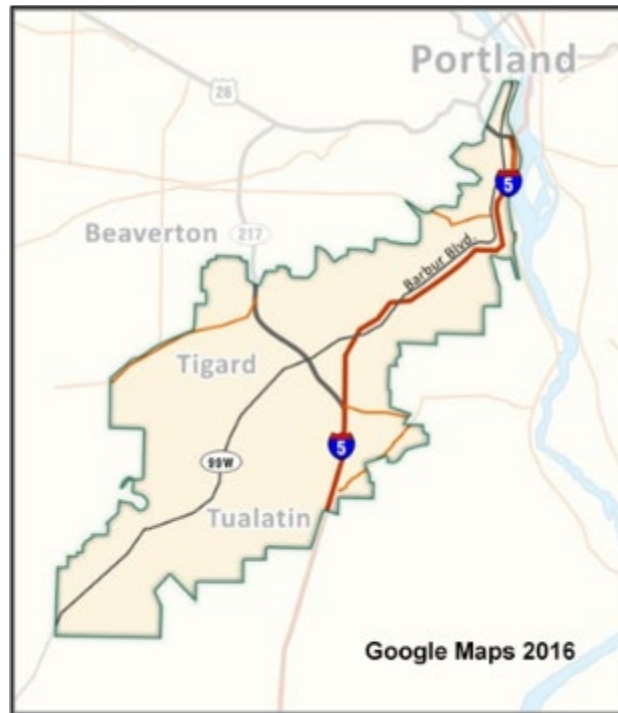 Portland
26
5
Beaverton
217
Barbur Blvd.
Tigard
5
99W
Tualatin
Google Maps 2016